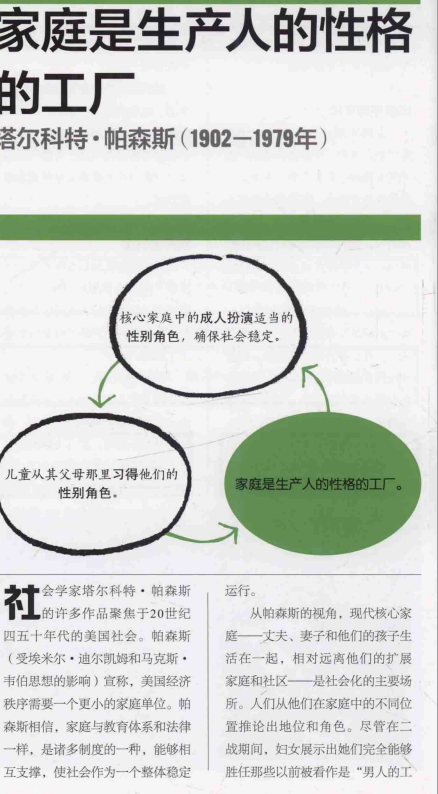 家庭是生产人的性格
的工厂
塔尔科特·帕森斯（1902—1979年）
核心家庭中的成人扮演适当的
性别角色，确保社会稳定。
儿童从其父母那里习得他们的
性别角色。
家庭是生产人的性格的工厂。
社会学家塔尔科特·帕森斯
的许多作品聚焦于20世纪
四五十年代的美国社会。帕森斯
（受埃米尔·迪尔凯姆和马克斯·
韦伯思想的影响）宣称，美国经济
秩序需要一个更小的家庭单位。帕
森斯相信，家庭与教育体系和法律
一样，是诸多制度的一种，能够相
互支撑，使社会作为一个整体稳定
运行。
从帕森斯的视角，现代核心家
庭——丈夫、妻子和他们的孩子生
活在一起，相对远离他们的扩展
家庭和社区——是社会化的主要场
所。人们从他们在家庭中的不同位
置推论出地位和角色。尽管在二
战期间，妇女展示出她们完全能够
胜任那些以前被看作是“男人的工